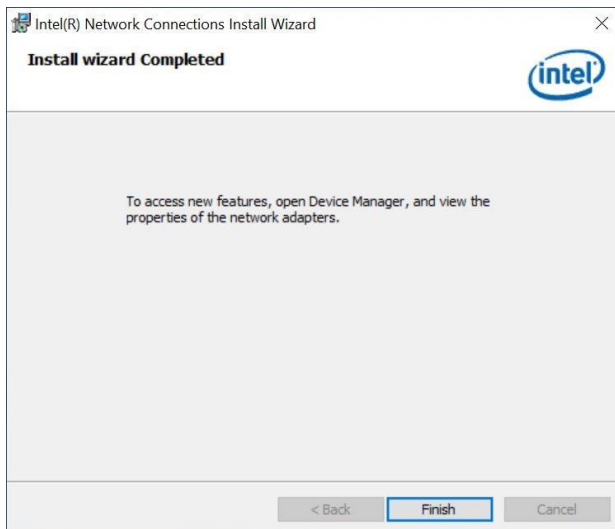 Intel(R) Network Connections Install Wizard
Install wizard Completed
intel
To access new features, open Device Manager, and view the
properties of the network adapters.
< Back
Finish
Cancel